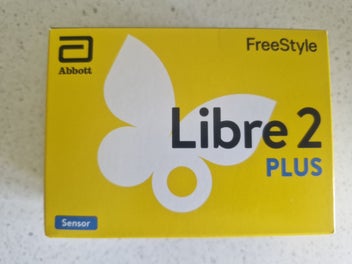 FreeStyle
Abbott
Libre 2
PLUS
Sensor